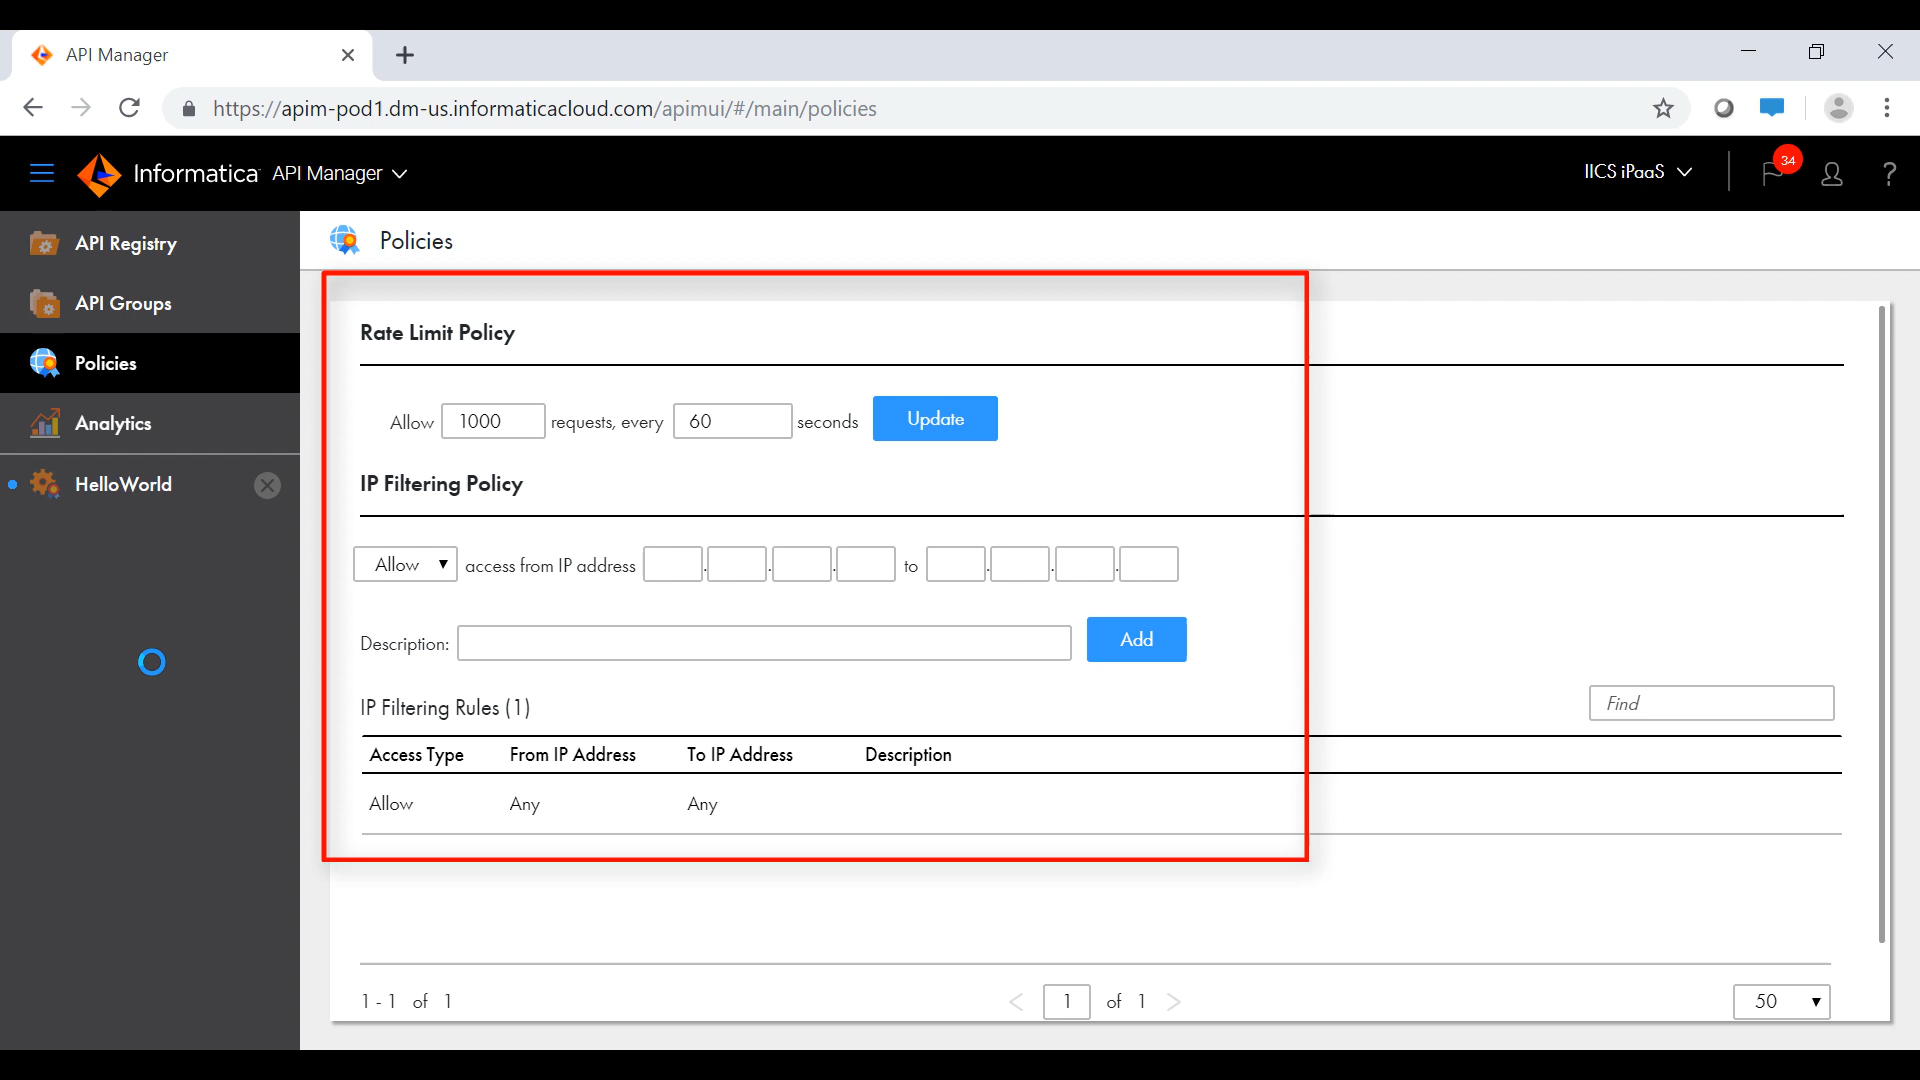 API Manager
https://apim-pod1.dm-us.informaticacloud.com/apimui/#/main/policies
Informatica API Manager
IICS iPaaS
34
?
API Registry
API Groups
Policies
Analytics
HelloWorld
Policies
Rate Limit Policy
Allow 1000 requests, every 60 seconds Update
IP Filtering Policy
Allow access from IP address . . . to . . .
Description: Add
IP Filtering Rules (1) Find
Access Type From IP Address To IP Address Description
Allow Any Any
1 - 1 of 1 1 of 1 50